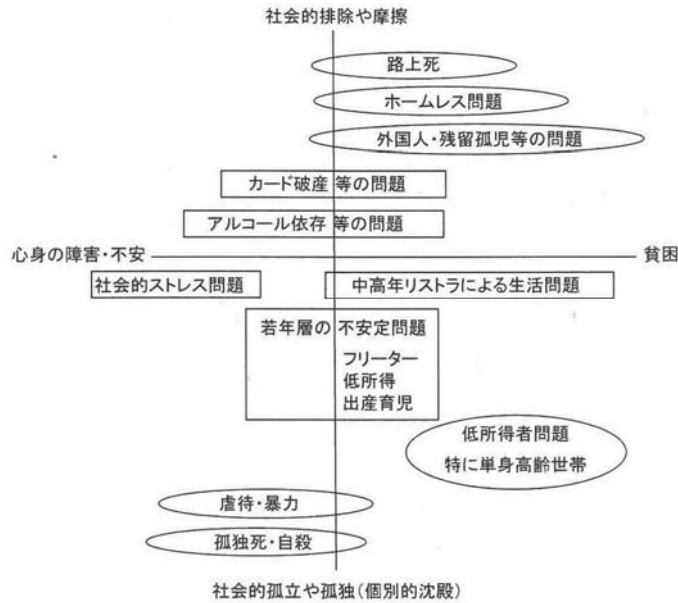 社会的排除や摩擦
路上死
ホームレス問題
外国人・残留孤児等の問題
カード破産 等の問題
アルコール依存 等の問題
心身の障害・不安
貧困
社会的ストレス問題
中高年リストラによる生活問題
若年層の 不安定問題
フリーター
低所得
出産育児
低所得者問題
特に単身高齢世帯
虐待・暴力
孤独死・自殺
社会的孤立や孤独(個別的沈殿)